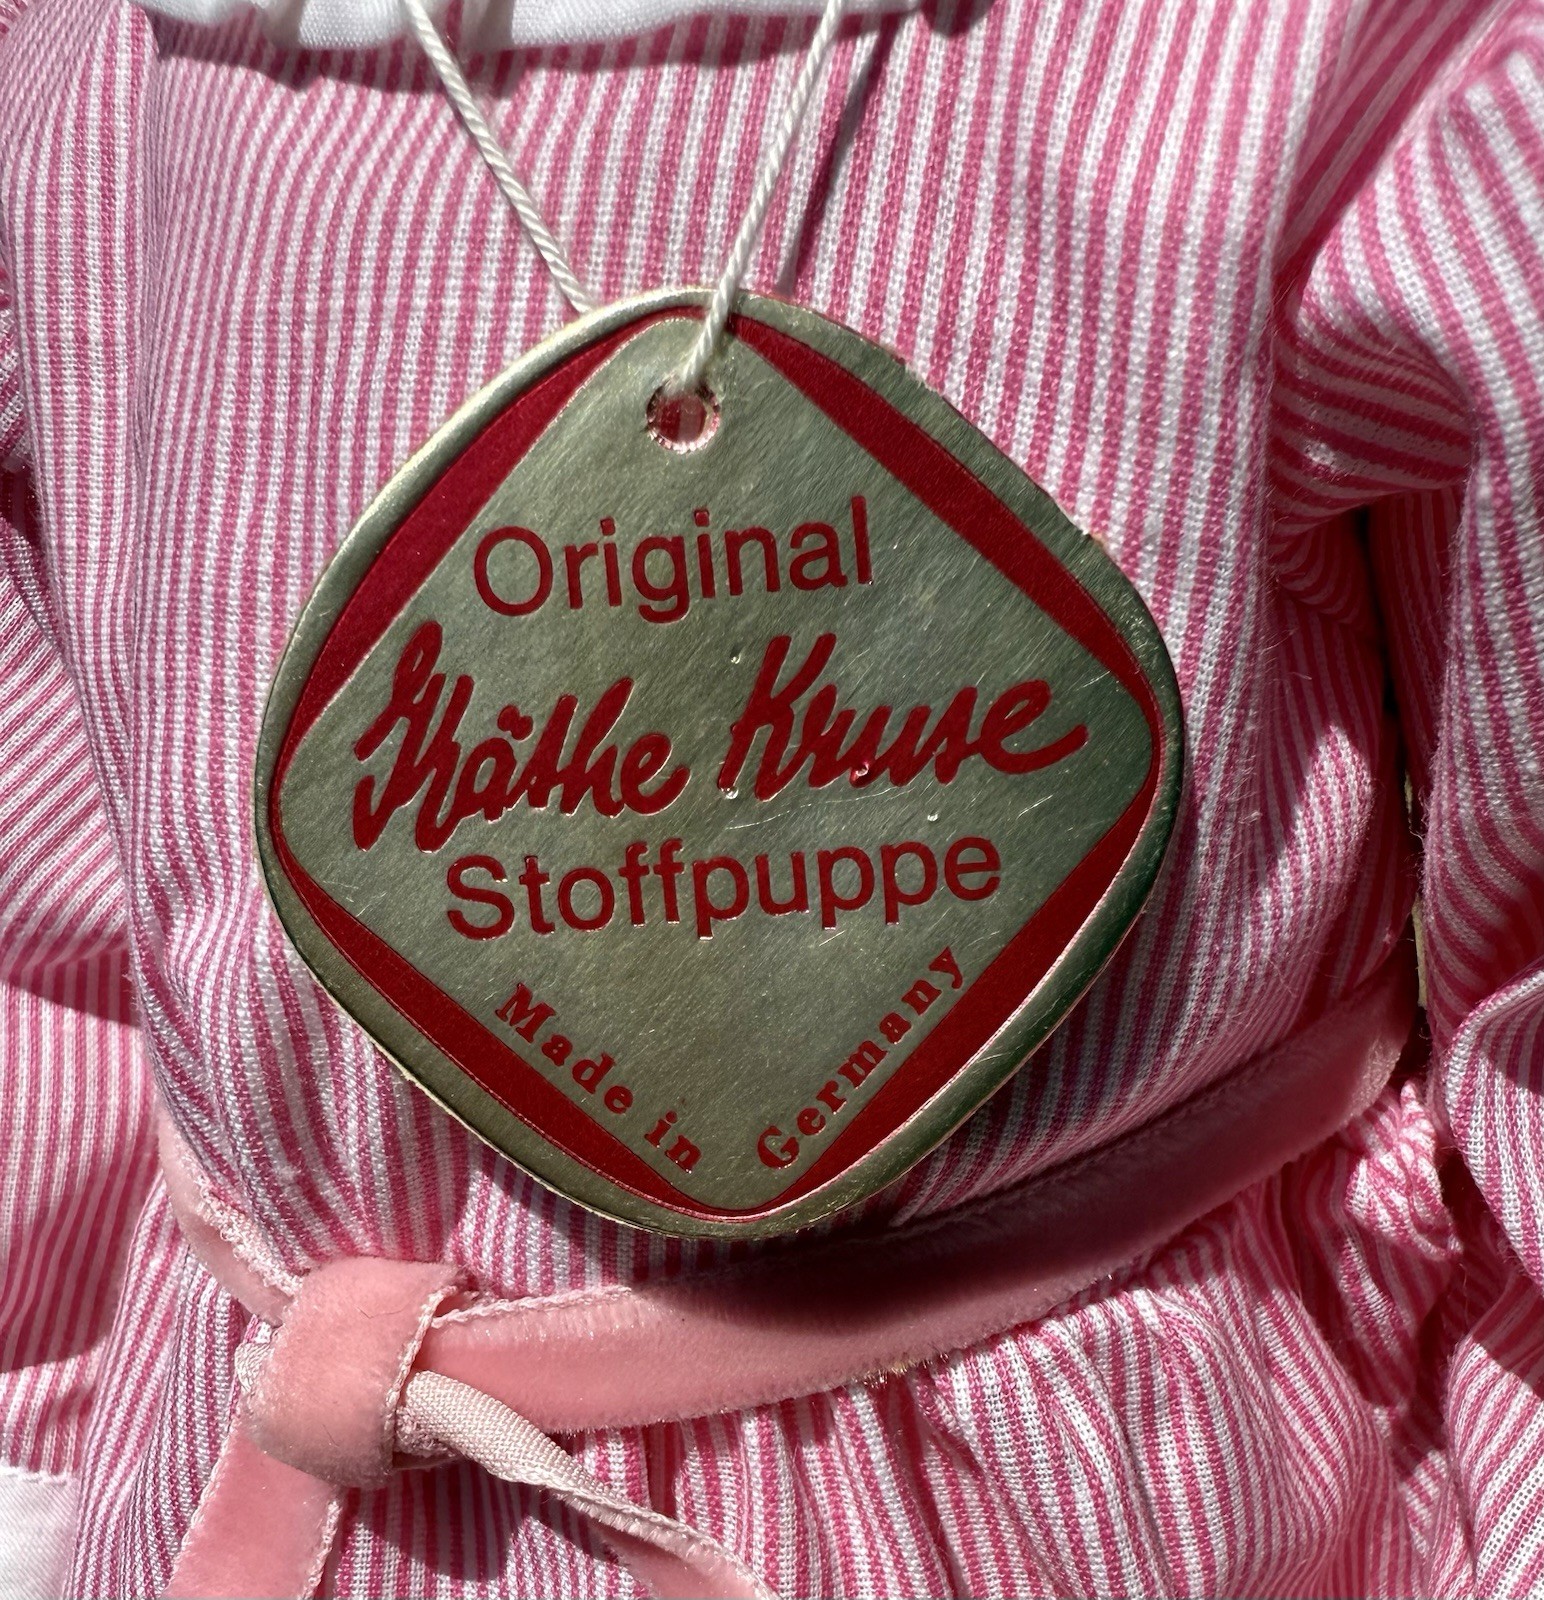 Original
Käthe Kruse
Stoffpuppe
Made in Germany